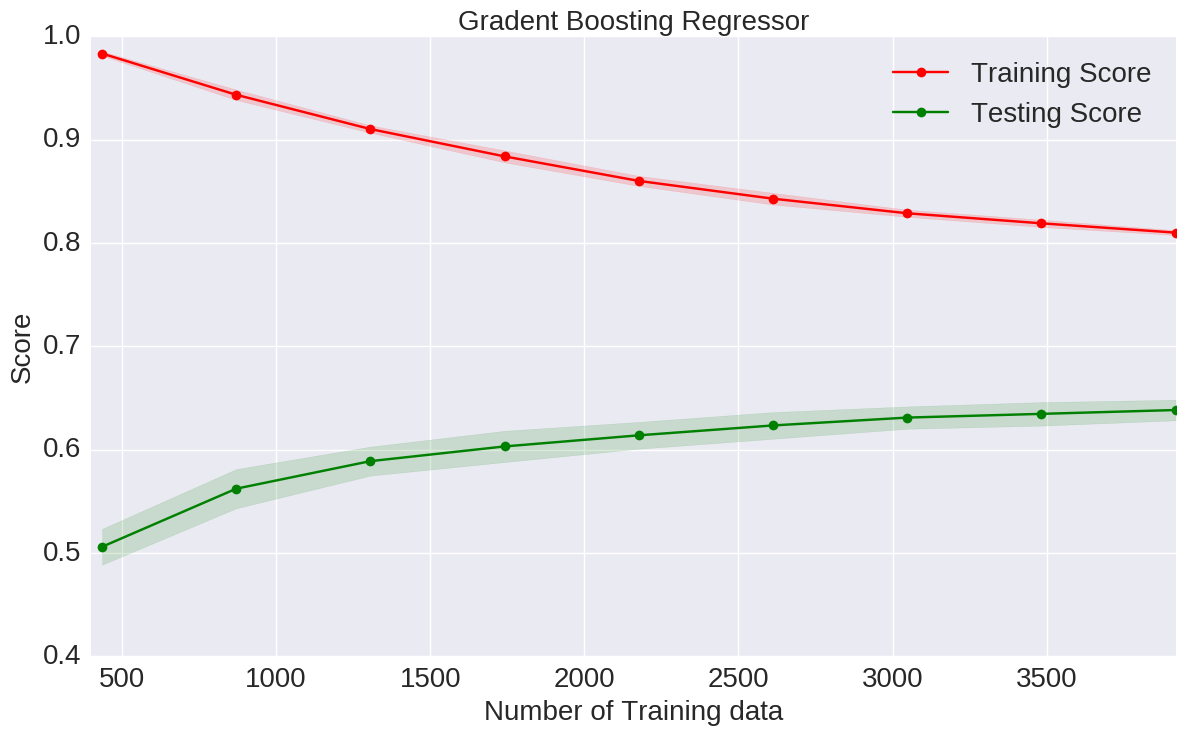 Gradent Boosting Regressor
1.0
0.9
0.8
0.7
0.6
0.5
0.4
Score
Training Score
Testing Score
500 1000 1500 2000 2500 3000 3500
Number of Training data